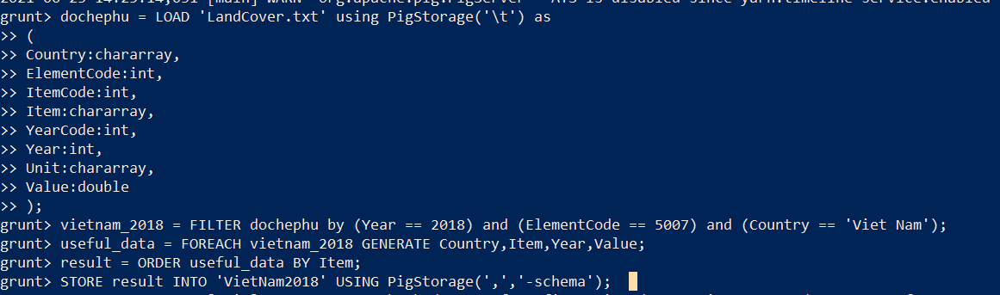 grunt> dochephu = LOAD 'LandCover.txt' using PigStorage('\t') as
>> (
>> Country:chararray,
>> ElementCode:int,
>> ItemCode:int,
>> Item:chararray,
>> YearCode:int,
>> Year:int,
>> Unit:chararray,
>> Value:double
>> );
grunt> vietnam_2018 = FILTER dochephu by (Year == 2018) and (ElementCode == 5007) and (Country == 'Viet Nam');
grunt> useful_data = FOREACH vietnam_2018 GENERATE Country,Item,Year,Value;
grunt> result = ORDER useful_data BY Item;
grunt> STORE result INTO 'VietNam2018' USING PigStorage(',','-schema');